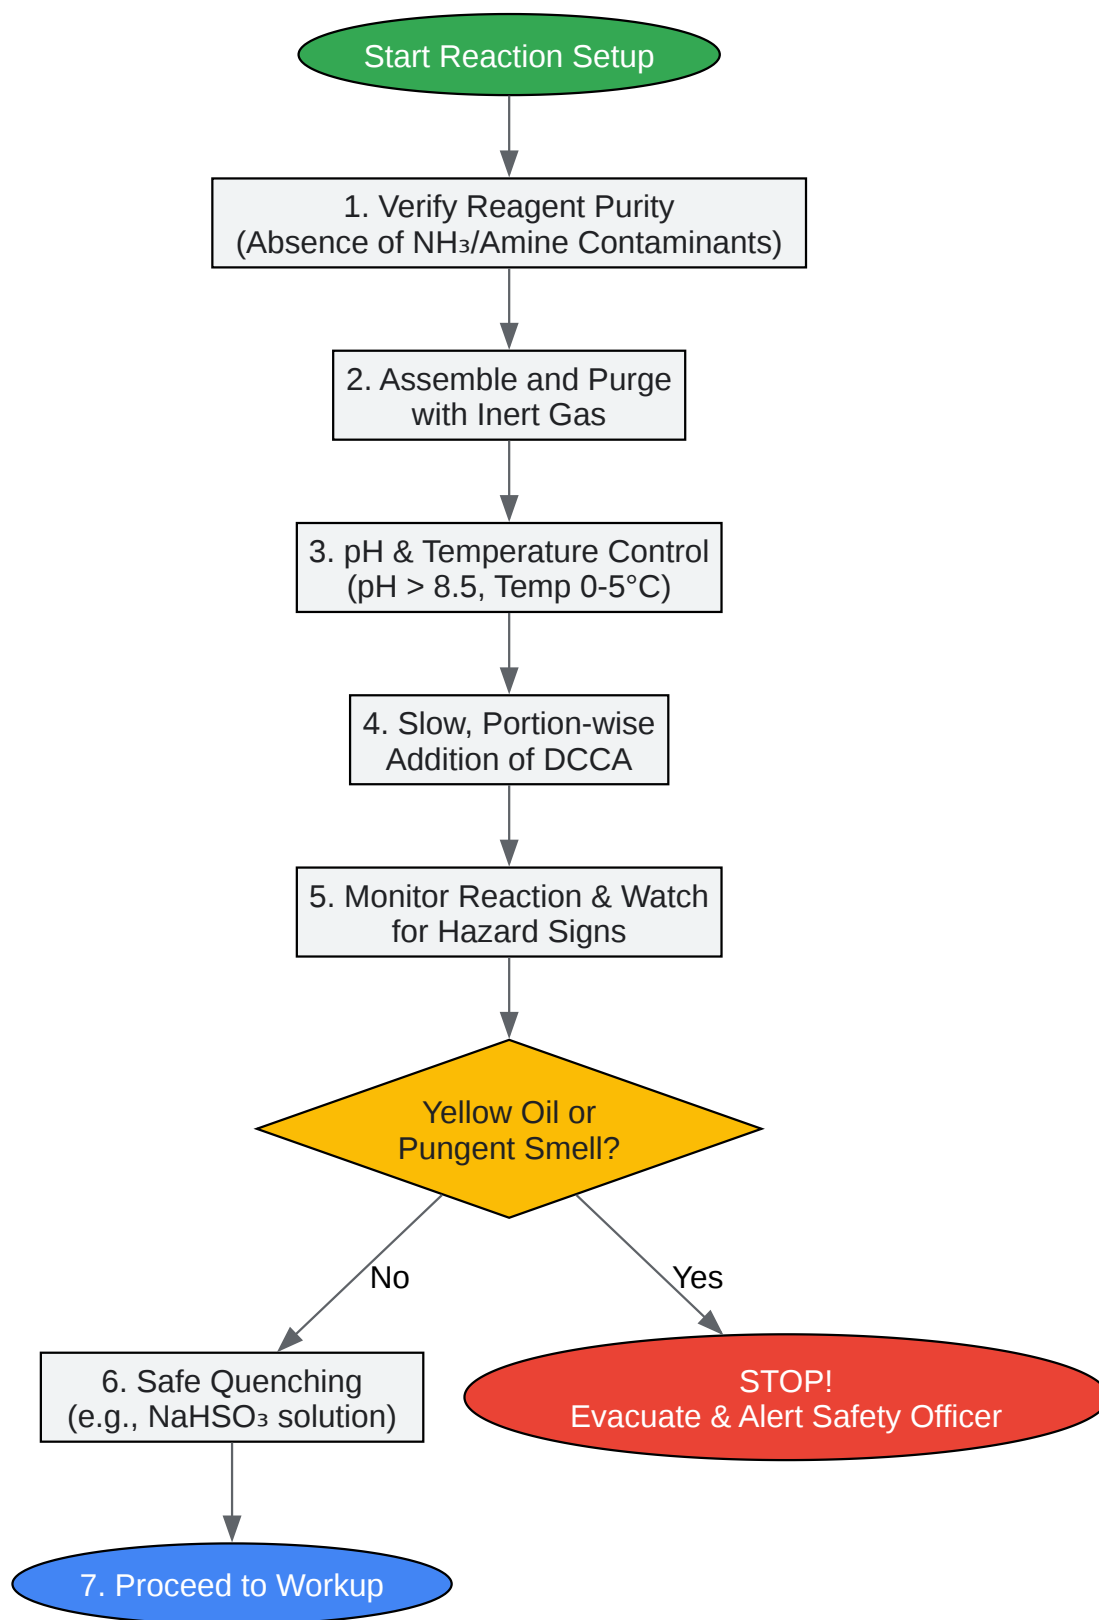 Start Reaction Setup
1. Verify Reagent Purity
(Absence of NH₃/Amine Contaminants)
2. Assemble and Purge
with Inert Gas
3. pH & Temperature Control
(pH > 8.5, Temp 0-5°C)
4. Slow, Portion-wise
Addition of DCCA
5. Monitor Reaction & Watch
for Hazard Signs
Yellow Oil or
Pungent Smell?
No
Yes
6. Safe Quenching
(e.g., NaHSO₃ solution)
STOP!
Evacuate & Alert Safety Officer
7. Proceed to Workup